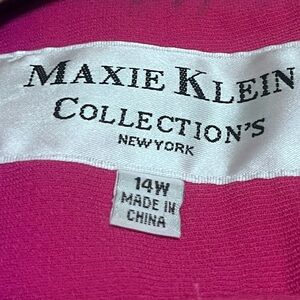 MAXIE KLEIN
COLLECTION'S
NEWYORK
14W
MADE IN
CHINA